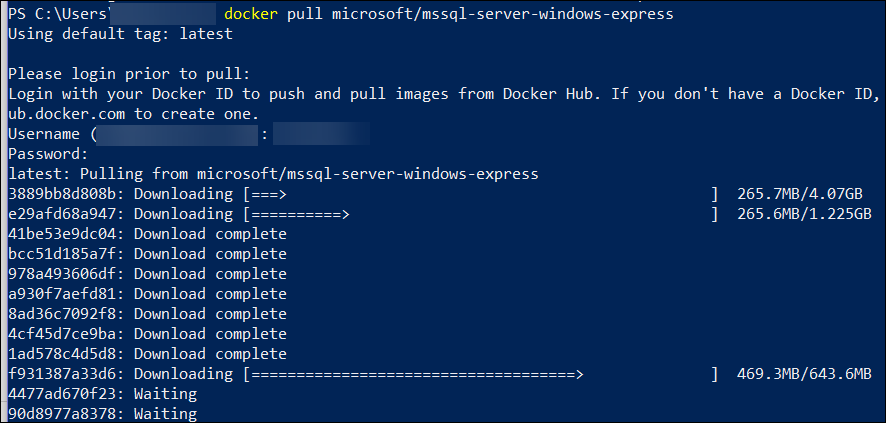 PS C:\Users\ docker pull microsoft/mssql-server-windows-express
Using default tag: latest
Please login prior to pull:
Login with your Docker ID to push and pull images from Docker Hub. If you don't have a Docker ID,
ub.docker.com to create one.
Username ( :
Password:
latest: Pulling from microsoft/mssql-server-windows-express
3889bb8d808b: Downloading [===> ] 265.7MB/4.07GB
e29afd68a947: Downloading [==========> ] 265.6MB/1.225GB
41be53e9dc04: Download complete
bcc51d185a7f: Download complete
978a493606df: Download complete
a930f7aefd81: Download complete
8ad36c7092f8: Download complete
4cf45d7ce9ba: Download complete
1ad578c4d5d8: Download complete
f931387a33d6: Downloading [====================================> ] 469.3MB/643.6MB
4477ad670f23: Waiting
90d8977a8378: Waiting